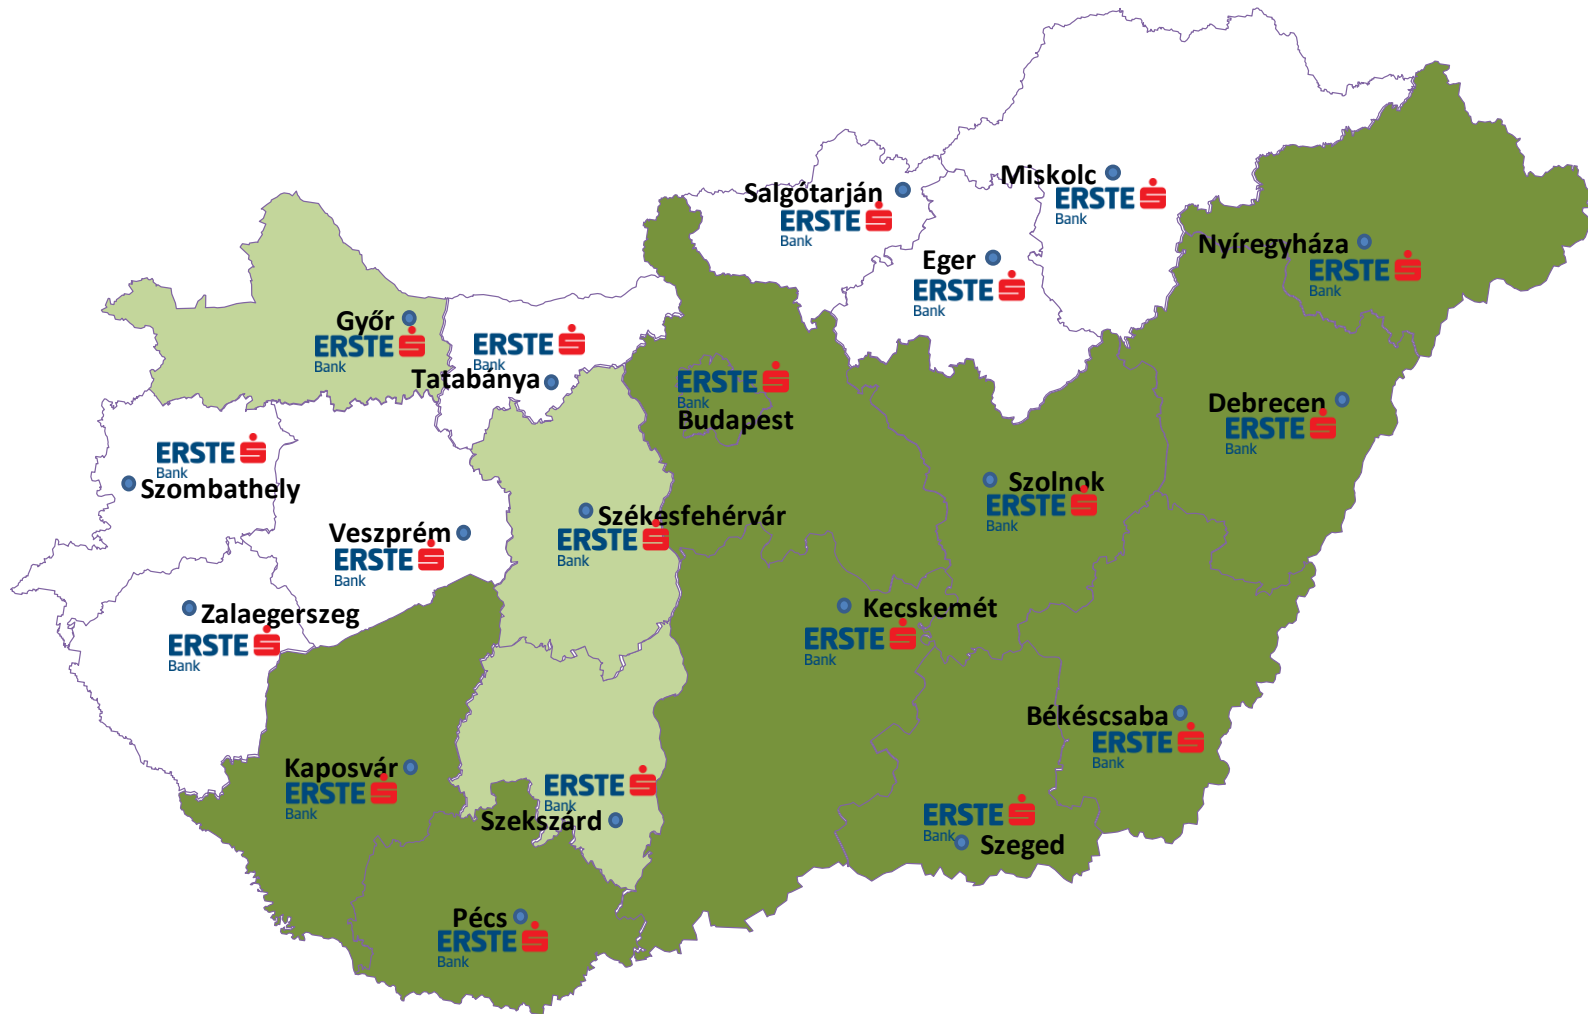 Miskolc
ERSTE
Bank
Salgótarján
ERSTE
Bank
Nyíregyháza
ERSTE
Bank
Eger
ERSTE
Bank
Győr
ERSTE
Bank
ERSTE
Bank
Tatabánya
ERSTE
Bank
Budapest
Debrecen
ERSTE
Bank
ERSTE
Bank
Szombathely
Szolnok
ERSTE
Bank
Székesfehérvár
ERSTE
Bank
Veszprém
ERSTE
Bank
Zalaegerszeg
ERSTE
Bank
Kecskemét
ERSTE
Bank
Békéscsaba
ERSTE
Bank
Kaposvár
ERSTE
Bank
ERSTE
Bank
Szekszárd
ERSTE
Bank
Szeged
Pécs
ERSTE
Bank